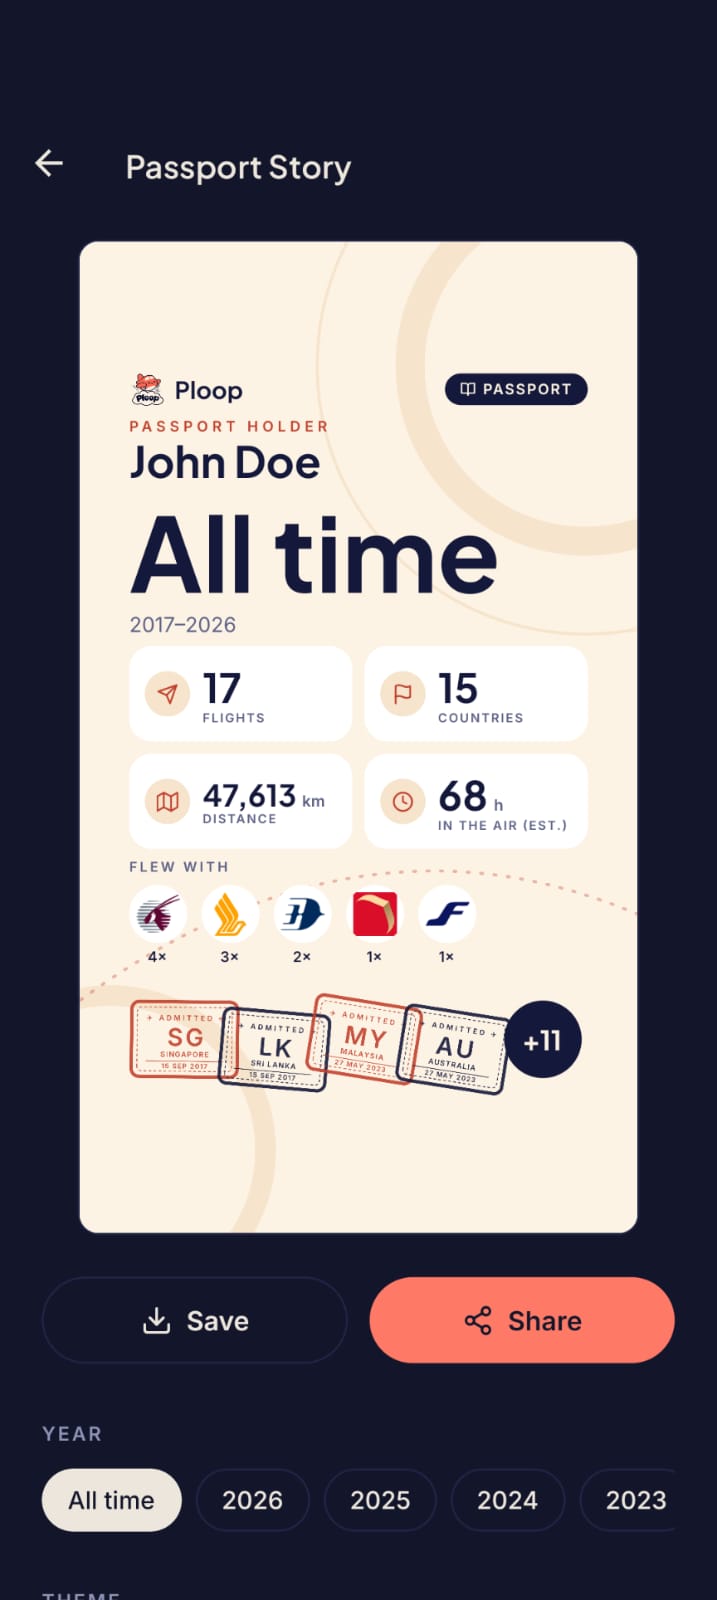 Passport Story
Ploop
Ploop
PASSPORT
PASSPORT HOLDER
John Doe
All time
2017–2026
17
FLIGHTS
15
COUNTRIES
47,613 km
DISTANCE
68 h
IN THE AIR (EST.)
FLEW WITH
4×
3×
2×
1×
1×
ADMITTED
SG
SINGAPORE
15 SEP 2017
ADMITTED
LK
SRI LANKA
15 SEP 2017
ADMITTED
MY
MALAYSIA
27 MAY 2023
ADMITTED
AU
AUSTRALIA
27 MAY 2023
+11
Save
Share
YEAR
All time
2026
2025
2024
2023
THEME